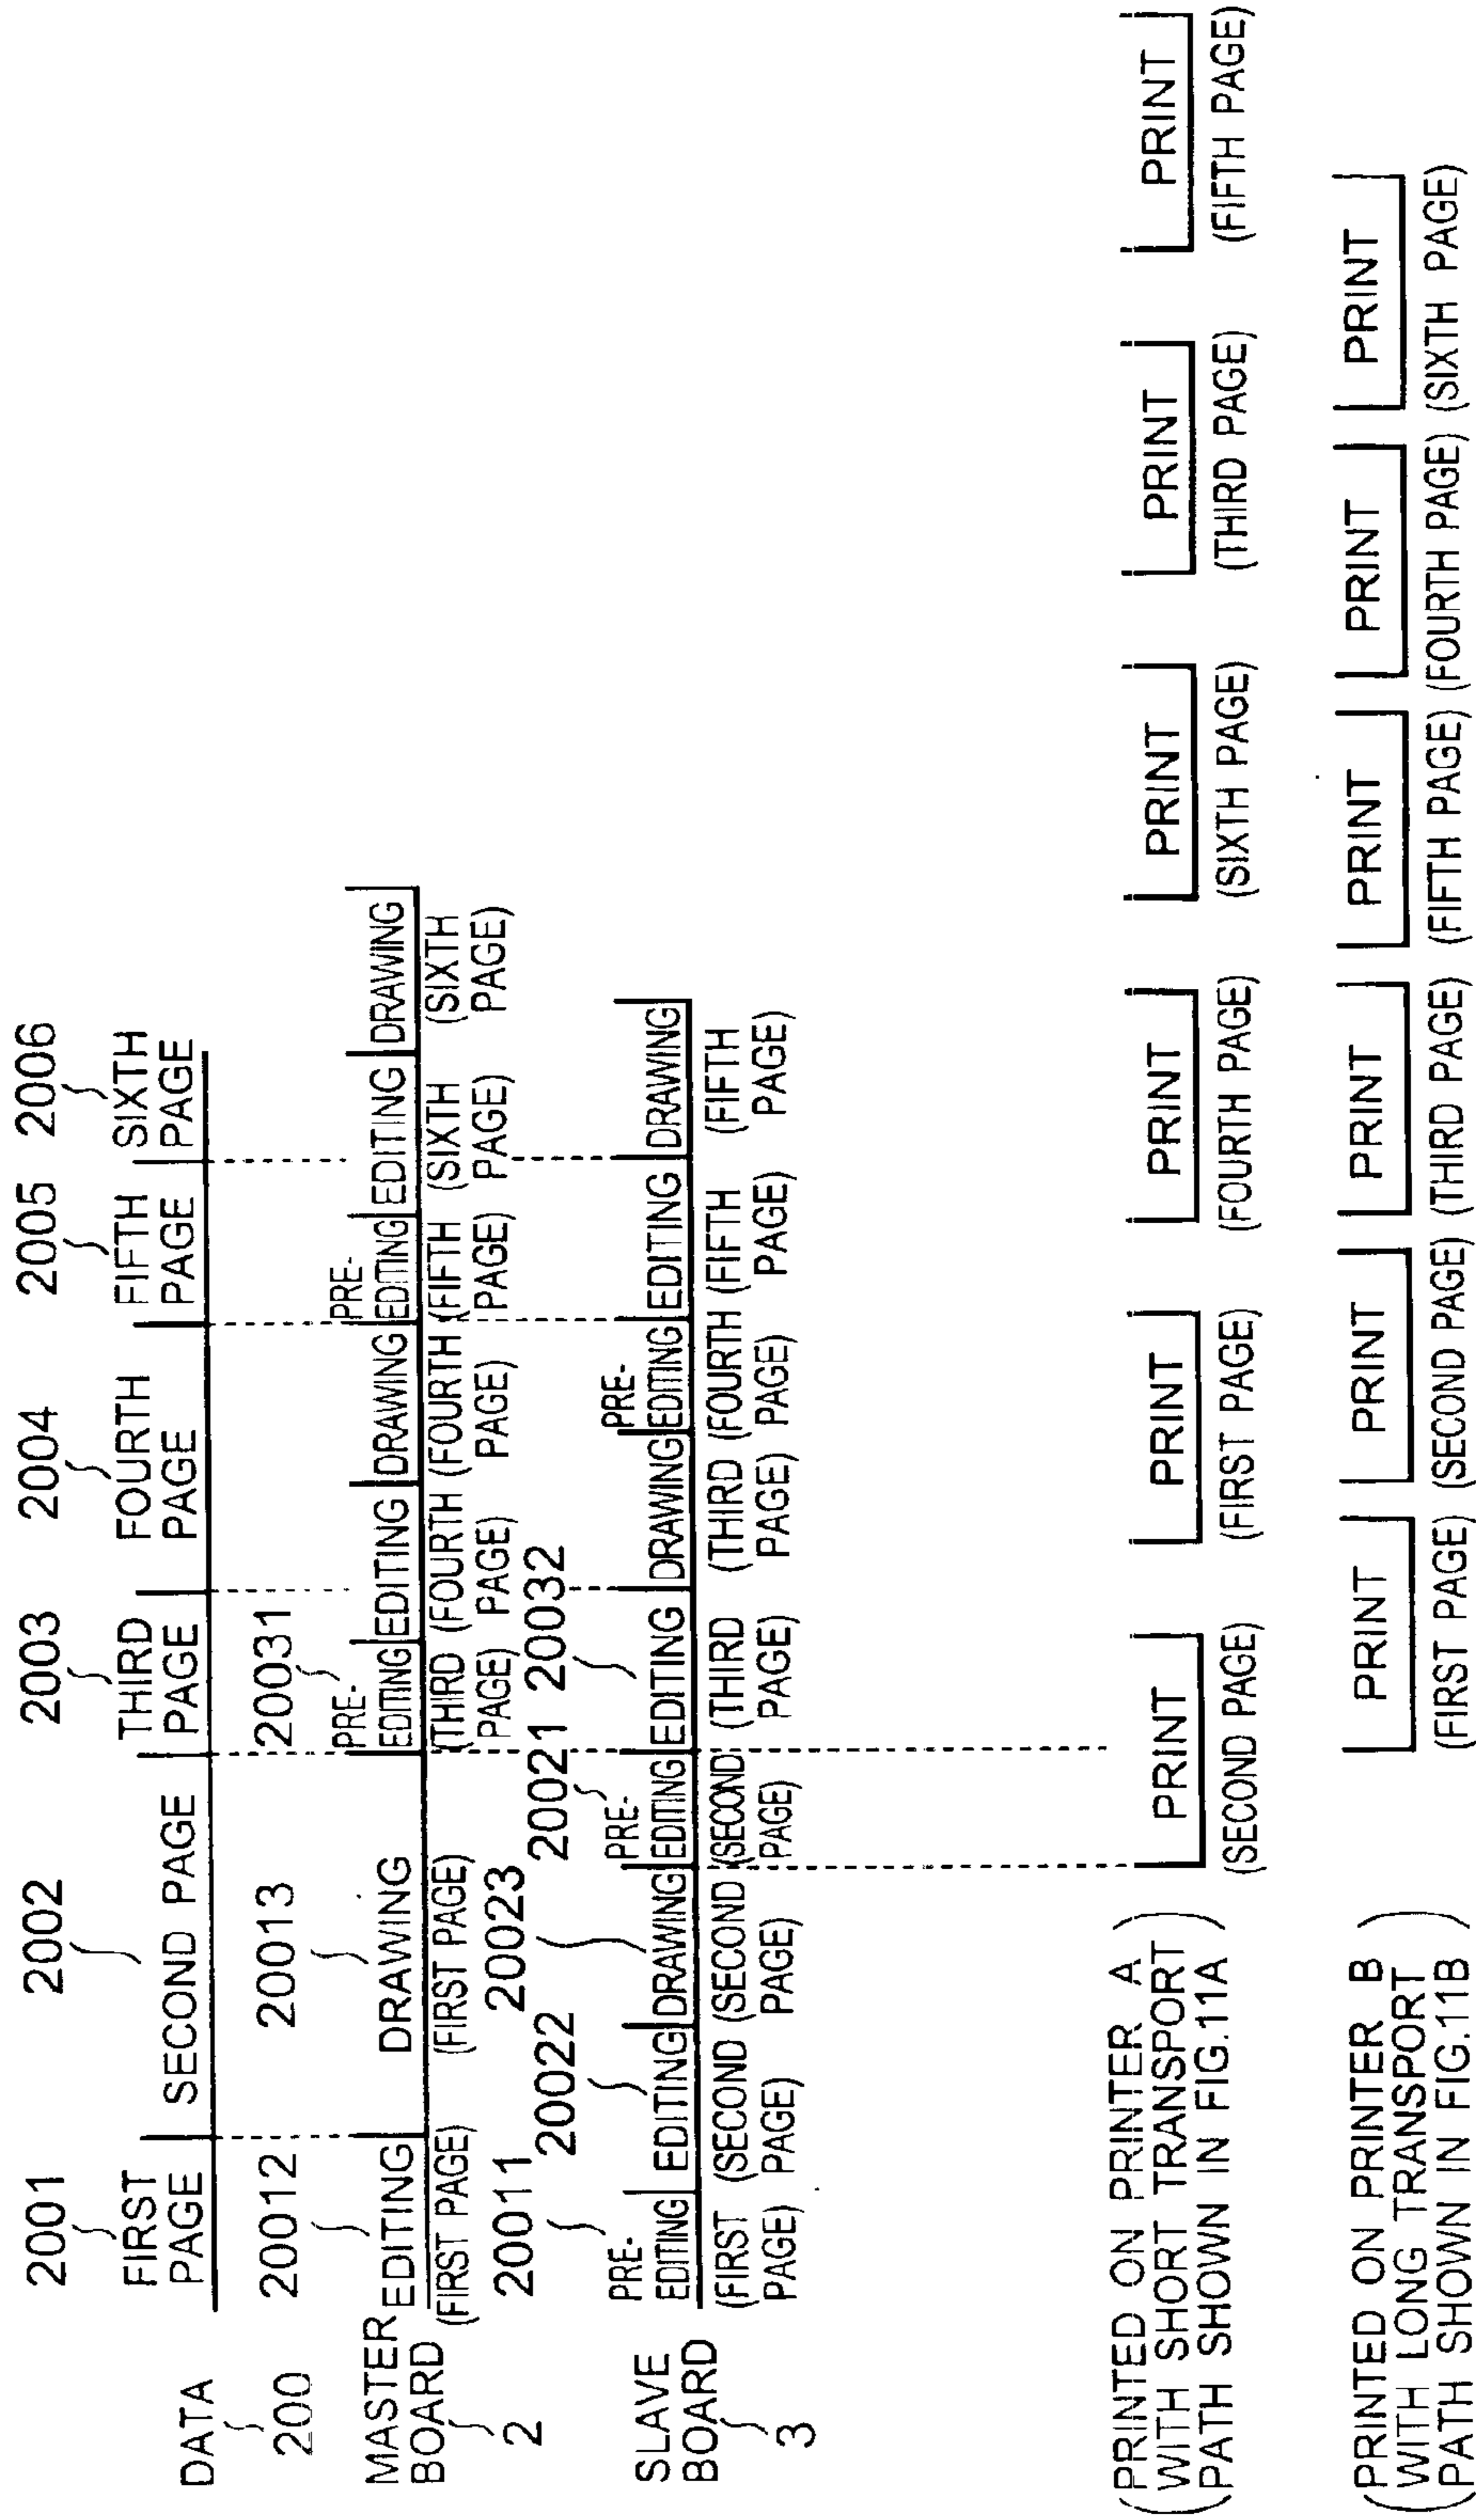 2001 2002 2003 2004 2005 2006
FIRST
PAGE
SECOND PAGE
THIRD
PAGE
FOURTH
PAGE
FIFTH
PAGE
SIXTH
PAGE
DATA
200
20012 20013 20031
MASTER
BOARD
2
EDITING
(FIRST PAGE)
DRAWING
(FIRST PAGE)
PRE-
EDITING
(THIRD
PAGE)
EDITING
(FOURTH
PAGE)
DRAWING
(FOURTH
PAGE)
PRE-
EDITING
(FIFTH
PAGE)
EDITING
(SIXTH
PAGE)
DRAWING
(SIXTH
PAGE)
20011 20022 20023 20021 20032
SLAVE
BOARD
3
PRE-
EDITING
(FIRST
PAGE)
EDITING
(SECOND
PAGE)
DRAWING
(SECOND
PAGE)
PRE-
EDITING
(SECOND
PAGE)
EDITING
(THIRD
PAGE)
DRAWING
(THIRD
PAGE)
PRE-
EDITING
(FOURTH
PAGE)
EDITING
(FIFTH
PAGE)
DRAWING
(FIFTH
PAGE)
(PRINTED ON PRINTER A
WITH SHORT TRANSPORT
PATH SHOWN IN FIG.11A)
PRINT
(SECOND PAGE)
PRINT
(FIRST PAGE)
PRINT
(FOURTH PAGE)
PRINT
(SIXTH PAGE)
PRINT
(THIRD PAGE)
PRINT
(FIFTH PAGE)
(PRINTED ON PRINTER B
WITH LONG TRANSPORT
PATH SHOWN IN FIG.11B)
PRINT
(FIRST PAGE)
PRINT
(SECOND PAGE)
PRINT
(THIRD PAGE)
PRINT
(FIFTH PAGE)
PRINT
(FOURTH PAGE)
PRINT
(SIXTH PAGE)